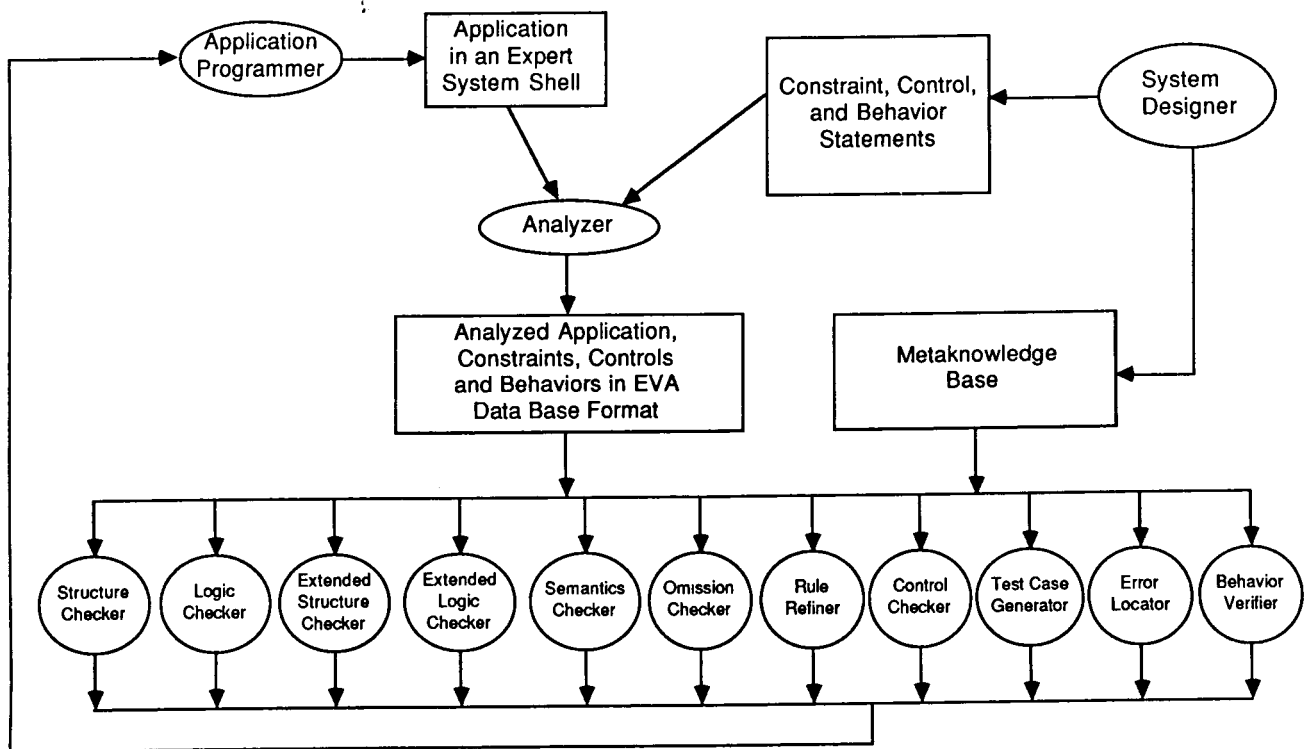 Application
Programmer
Application
in an Expert
System Shell
Constraint, Control,
and Behavior
Statements
System
Designer
Analyzer
Analyzed Application,
Constraints, Controls
and Behaviors in EVA
Data Base Format
Metaknowledge
Base
Structure
Checker
Logic
Checker
Extended
Structure
Checker
Extended
Logic
Checker
Semantics
Checker
Omission
Checker
Rule
Refiner
Control
Checker
Test Case
Generator
Error
Locator
Behavior
Verifier